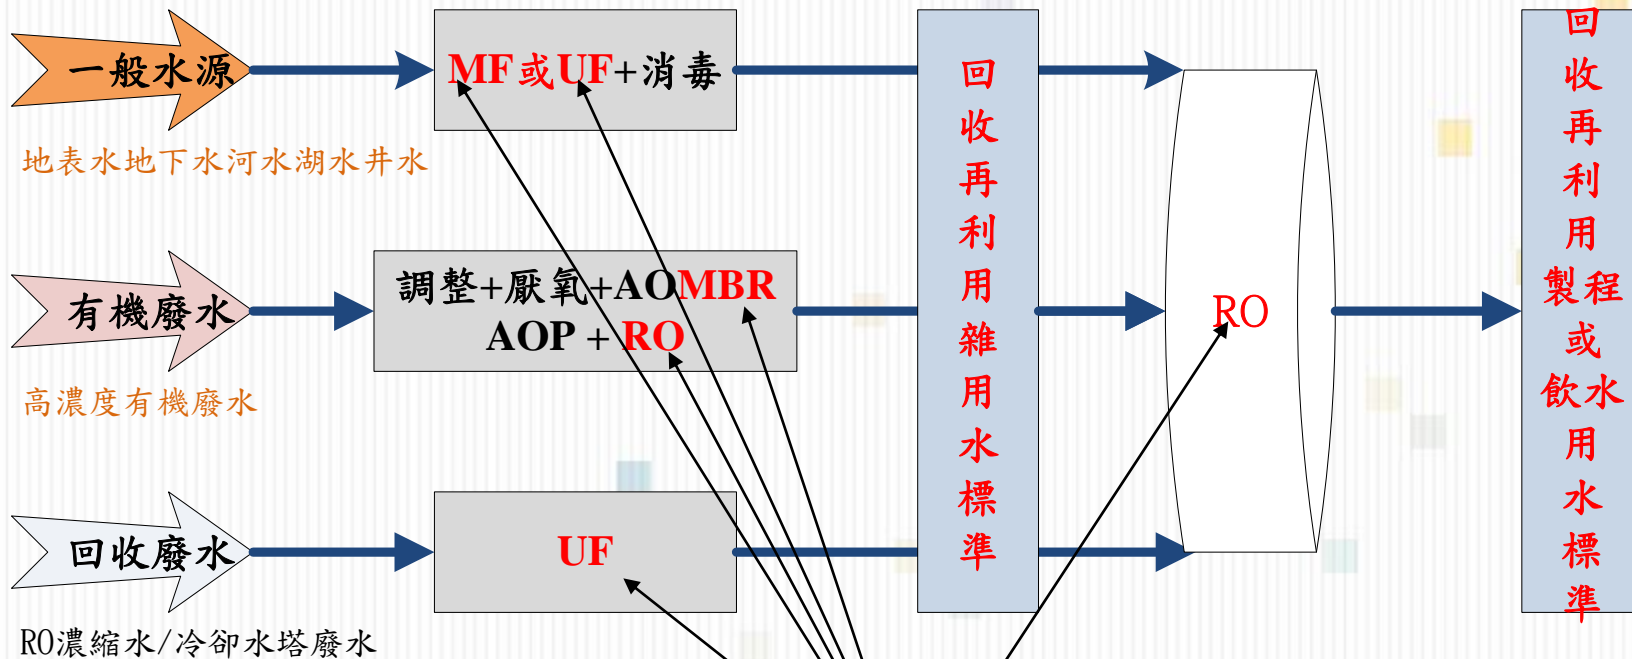 一般水源
MF或UF+消毒
地表水地下水河水湖水井水
有機廢水
調整+厭氧+AOMBR
AOP + RO
高濃度有機廢水
回收廢水
UF
RO濃縮水/冷卻水塔廢水
回收再利用雜用水標準
RO
回
收
再
利
用
製程
或
飲水
用
水
標
準